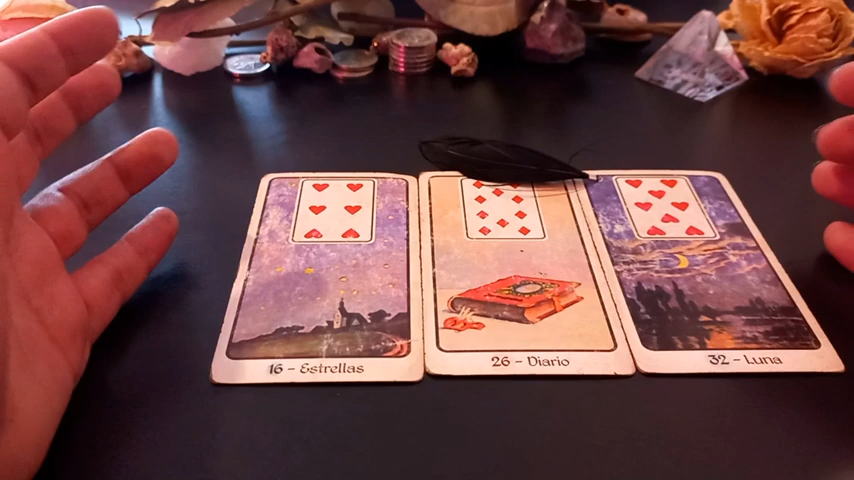 16 - Estrellas
26 - Diario
32 - Luna